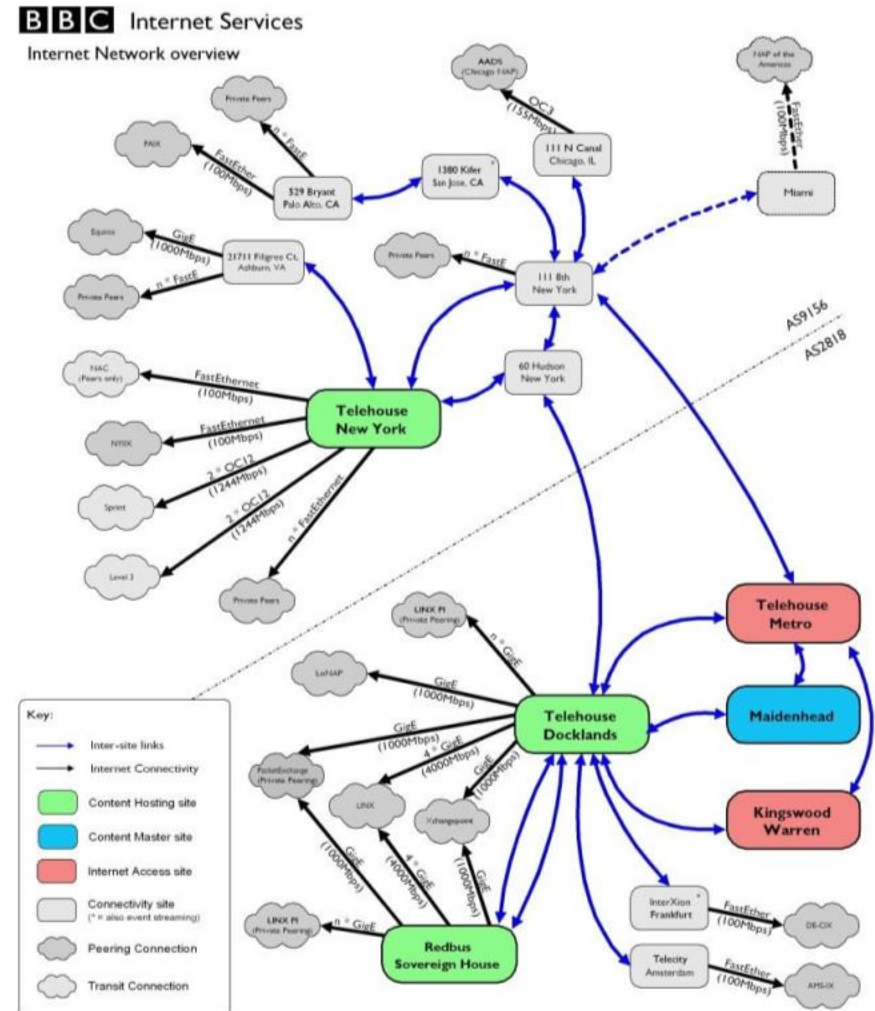 BBC Internet Services
Internet Network overview
AADS
(Chicago NAP)
NAP of the
Americas
Private Peers
OC3
(155Mbps)
FastEther
(100Mbps)
PAIX
n * FastE
FastEther
(100Mbps)
111 N Canal
Chicago, IL
1380 Kifer *
San Jose, CA
529 Bryant
Palo Alto, CA
Miami
Equinix
GigE
(1000Mbps)
21711 Filigree Ct,
Ashburn, VA
Private Peers
n * FastE
111 8th
New York
Private Peers
n * FastE
AS9156
AS2818
NAC
(Peers only)
FastEthernet
(100Mbps)
60 Hudson
New York
Telehouse
New York
NYIIX
FastEthernet
(100Mbps)
Sprint
2 * OC12
(1244Mbps)
2 * OC12
(1244Mbps)
n * FastEthernet
Level 3
Private Peers
LINX PI
(Private Peering)
n * GigE
Telehouse
Metro
LoNAP
GigE
(1000Mbps)
Telehouse
Docklands
Maidenhead
GigE
(1000Mbps)
4 * GigE
(4000Mbps)
GigE
(1000Mbps)
PacketExchange
(Private Peering)
LINX
Xchangepoint
Kingswood
Warren
GigE
(1000Mbps)
4 * GigE
(4000Mbps)
GigE
(1000Mbps)
LINX PI
(Private Peering)
n * GigE
Redbus
Sovereign House
InterXion *
Frankfurt
FastEther
(100Mbps)
DE-CIX
Telecity
Amsterdam
FastEther
(100Mbps)
AMS-IX
Key:
Inter-site links
Internet Connectivity
Content Hosting site
Content Master site
Internet Access site
Connectivity site
(* = also event streaming)
Peering Connection
Transit Connection